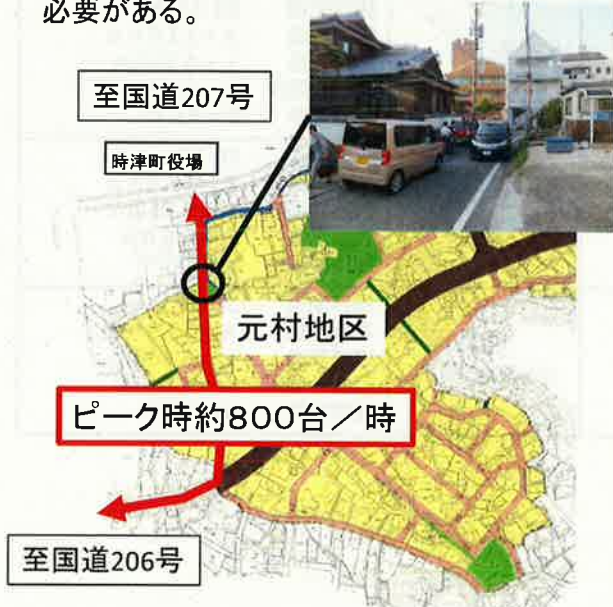 必要がある。
至国道207号
時津町役場
元村地区
ピーク時約800台／時
至国道206号